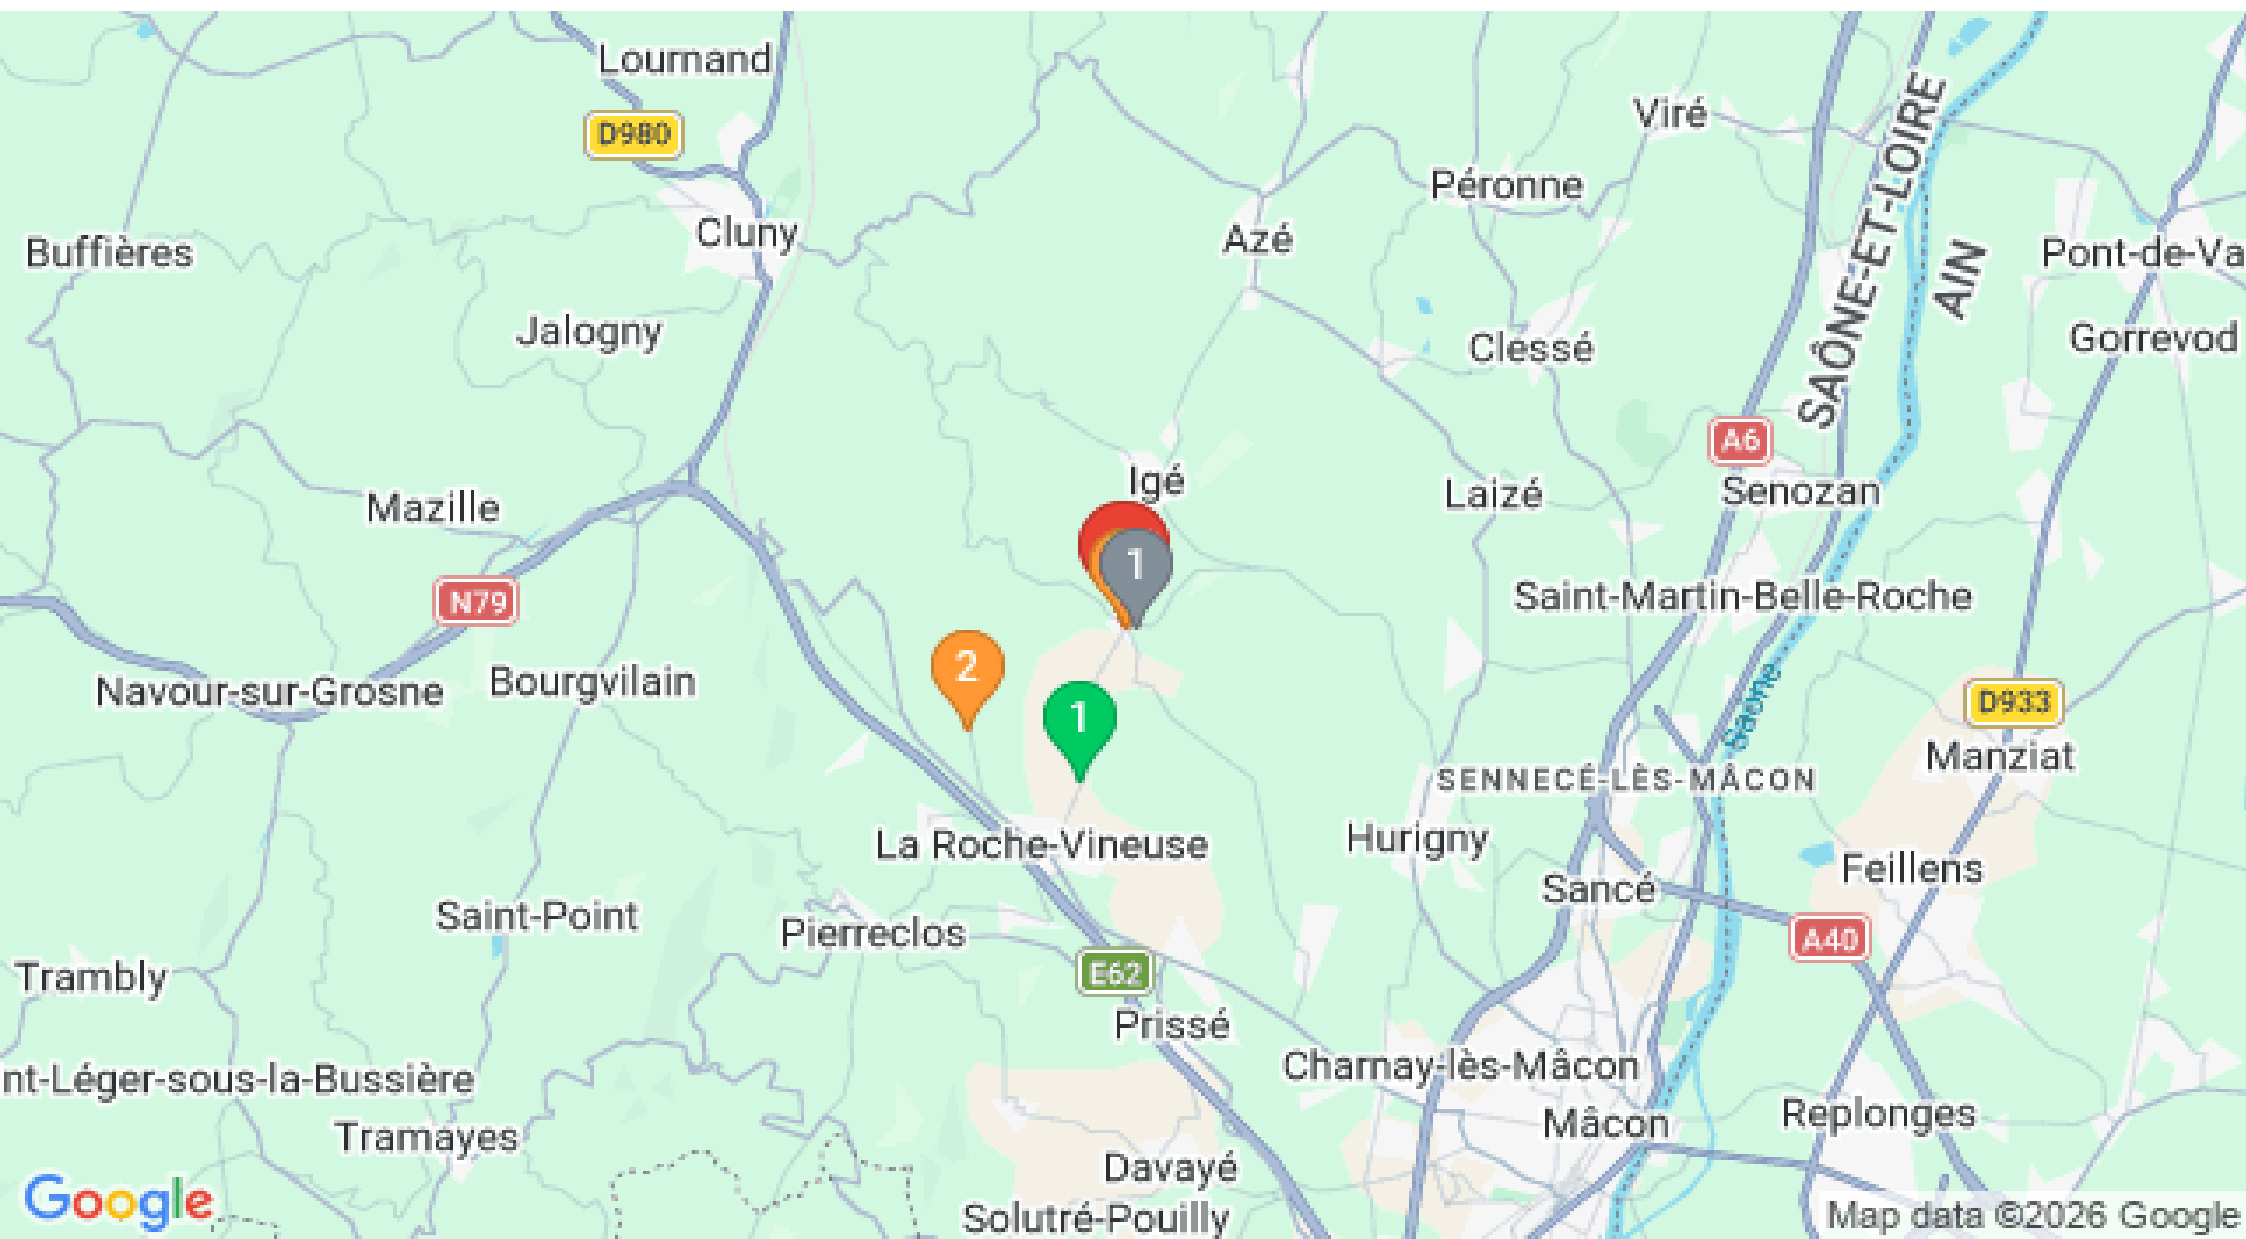 Lournand
D980
Viré
SAÔNE-ET-LOIRE
Péronne
Cluny
Azé
Buffières
Pont-de-Va
AIN
Jalogny
Clessé
Gorrevod
A6
Igé
Mazille
Laizé
Senozan
1
N79
Saint-Martin-Belle-Roche
2
Bourgvilain
Navour-sur-Grosne
Saône
D933
1
Manziat
SENNECÉ-LÈS-MÂCON
La Roche-Vineuse
Hurigny
Feillens
Sancé
Saint-Point
Pierreclos
A40
Trambly
E62
Prissé
Charnay-lès-Mâcon
nt-Léger-sous-la-Bussière
Replonges
Mâcon
Tramayes
Davayé
Google
Solutré-Pouilly
Map data ©2026 Google